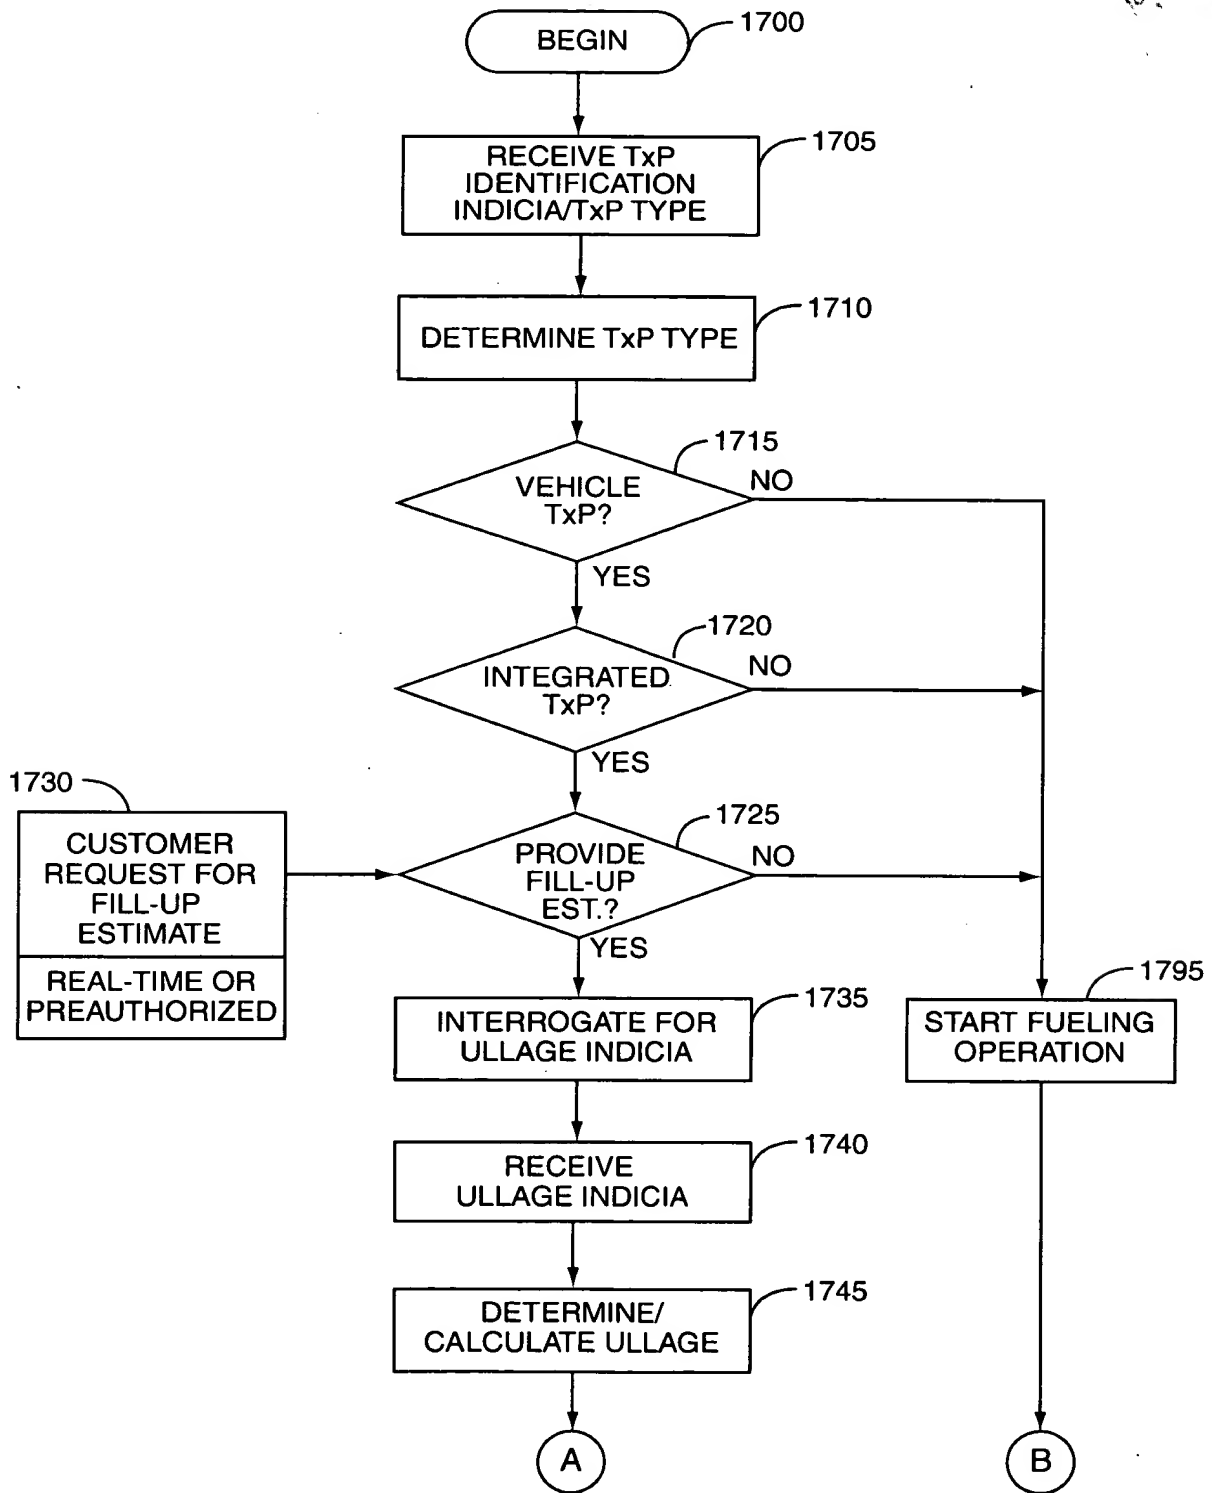 BEGIN
1700
RECEIVE TxP
IDENTIFICATION
INDICIA/TxP TYPE
1705
DETERMINE TxP TYPE
1710
VEHICLE
TxP?
1715
NO
YES
INTEGRATED
TxP?
1720
NO
YES
1730
CUSTOMER
REQUEST FOR
FILL-UP
ESTIMATE
REAL-TIME OR
PREAUTHORIZED
PROVIDE
FILL-UP
EST.?
1725
NO
YES
INTERROGATE FOR
ULLAGE INDICIA
1735
START FUELING
OPERATION
1795
RECEIVE
ULLAGE INDICIA
1740
DETERMINE/
CALCULATE ULLAGE
1745
A
B